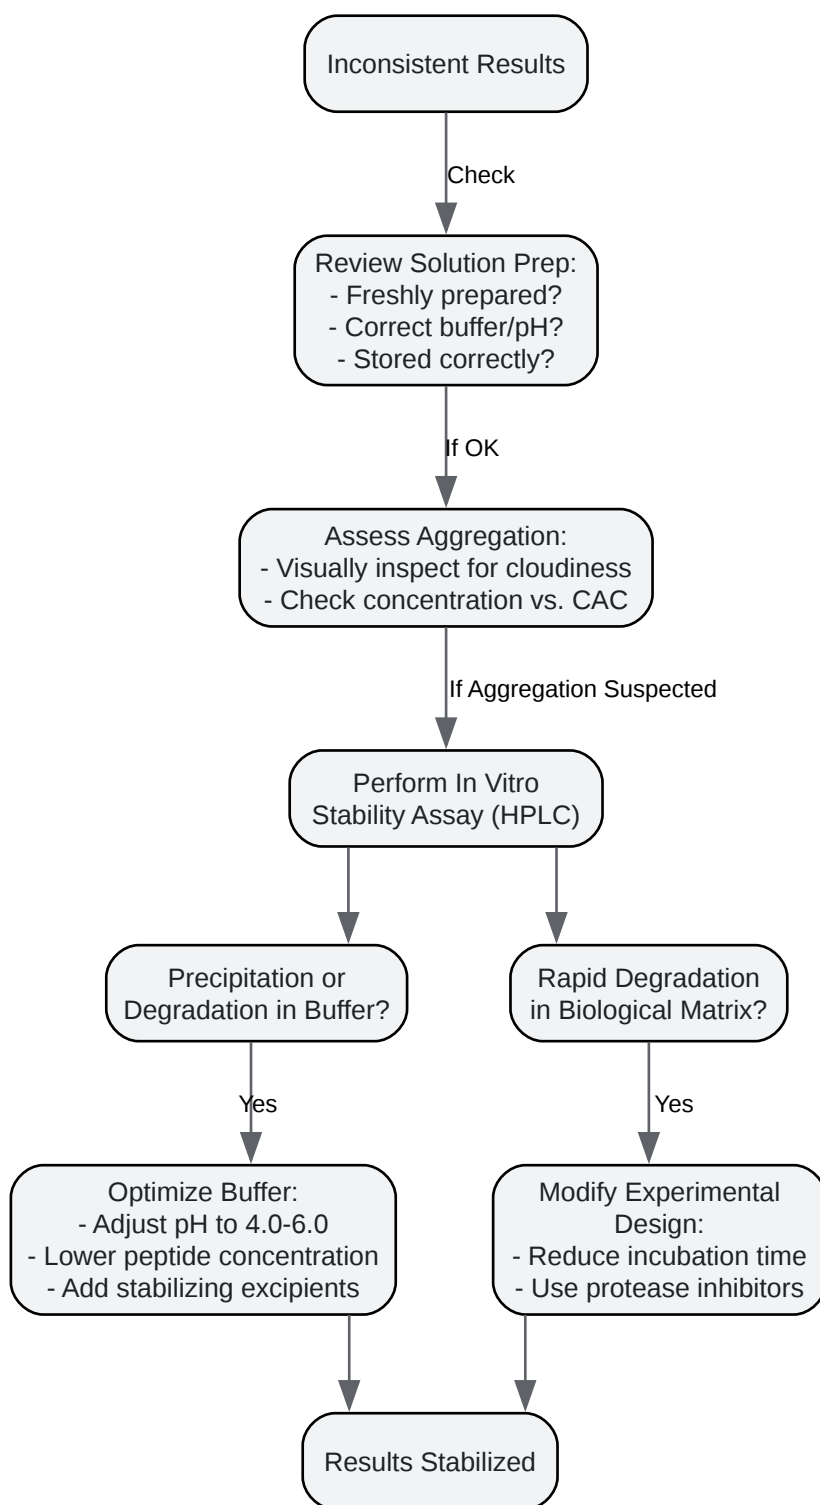 Inconsistent Results
Check
Review Solution Prep:
- Freshly prepared?
- Correct buffer/pH?
- Stored correctly?
If OK
Assess Aggregation:
- Visually inspect for cloudiness
- Check concentration vs. CAC
If Aggregation Suspected
Perform In Vitro
Stability Assay (HPLC)
Precipitation or
Degradation in Buffer?
Rapid Degradation
in Biological Matrix?
Yes
Yes
Optimize Buffer:
- Adjust pH to 4.0-6.0
- Lower peptide concentration
- Add stabilizing excipients
Modify Experimental
Design:
- Reduce incubation time
- Use protease inhibitors
Results Stabilized